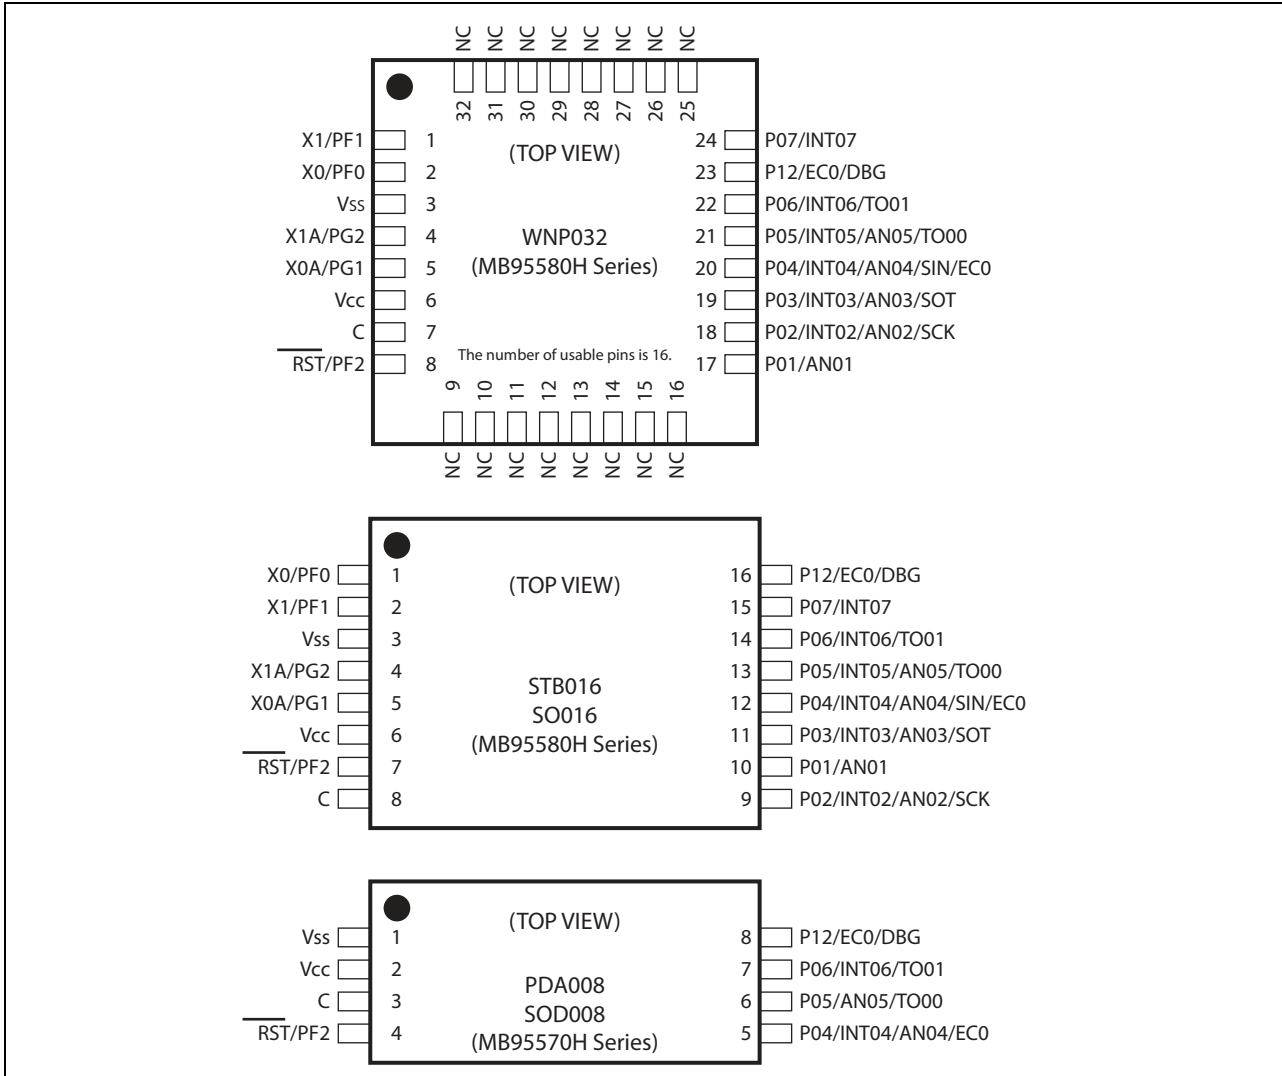 NC NC NC NC NC NC NC NC
32 31 30 29 28 27 26 25
(TOP VIEW)
X1/PF1 1 24 P07/INT07
X0/PF0 2 23 P12/EC0/DBG
Vss 3 22 P06/INT06/TO01
X1A/PG2 4 WNP032 21 P05/INT05/AN05/TO00
X0A/PG1 5 (MB95580H Series) 20 P04/INT04/AN04/SIN/EC0
Vcc 6 19 P03/INT03/AN03/SOT
C 7 18 P02/INT02/AN02/SCK
The number of usable pins is 16.
RST/PF2 8 17 P01/AN01
9 10 11 12 13 14 15 16
NC NC NC NC NC NC NC NC
X0/PF0 1 (TOP VIEW) 16 P12/EC0/DBG
X1/PF1 2 15 P07/INT07
Vss 3 14 P06/INT06/TO01
X1A/PG2 4 13 P05/INT05/AN05/TO00
STB016
X0A/PG1 5 12 P04/INT04/AN04/SIN/EC0
SO016
Vcc 6 (MB95580H Series) 11 P03/INT03/AN03/SOT
RST/PF2 7 10 P01/AN01
C 8 9 P02/INT02/AN02/SCK
(TOP VIEW)
Vss 1 8 P12/EC0/DBG
Vcc 2 7 P06/INT06/TO01
PDA008
C 3 6 P05/AN05/TO00
SOD008
RST/PF2 4 (MB95570H Series) 5 P04/INT04/AN04/EC0